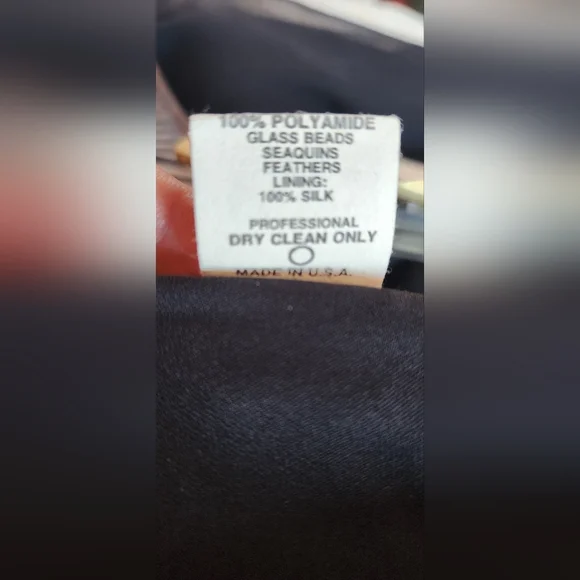 100% POLYAMIDE
GLASS BEADS
SEAQUINS
FEATHERS
LINING:
100% SILK
PROFESSIONAL
DRY CLEAN ONLY
MADE IN U.S.A.